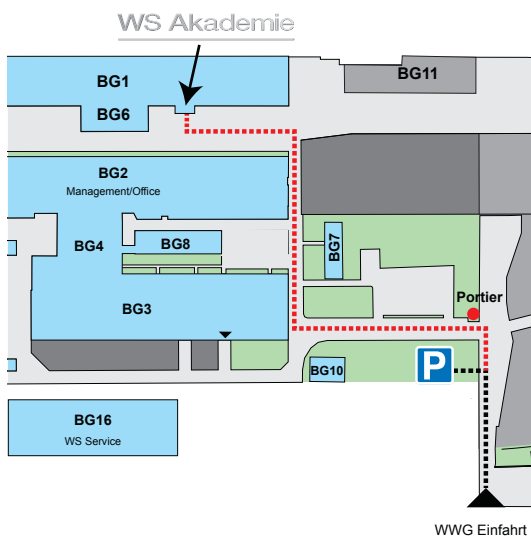 WS Akademie
BG1
BG11
BG6
BG2
Management/Office
BG4
BG8
BG7
BG3
Portier
BG10
P
BG16
WS Service
WWG Einfahrt